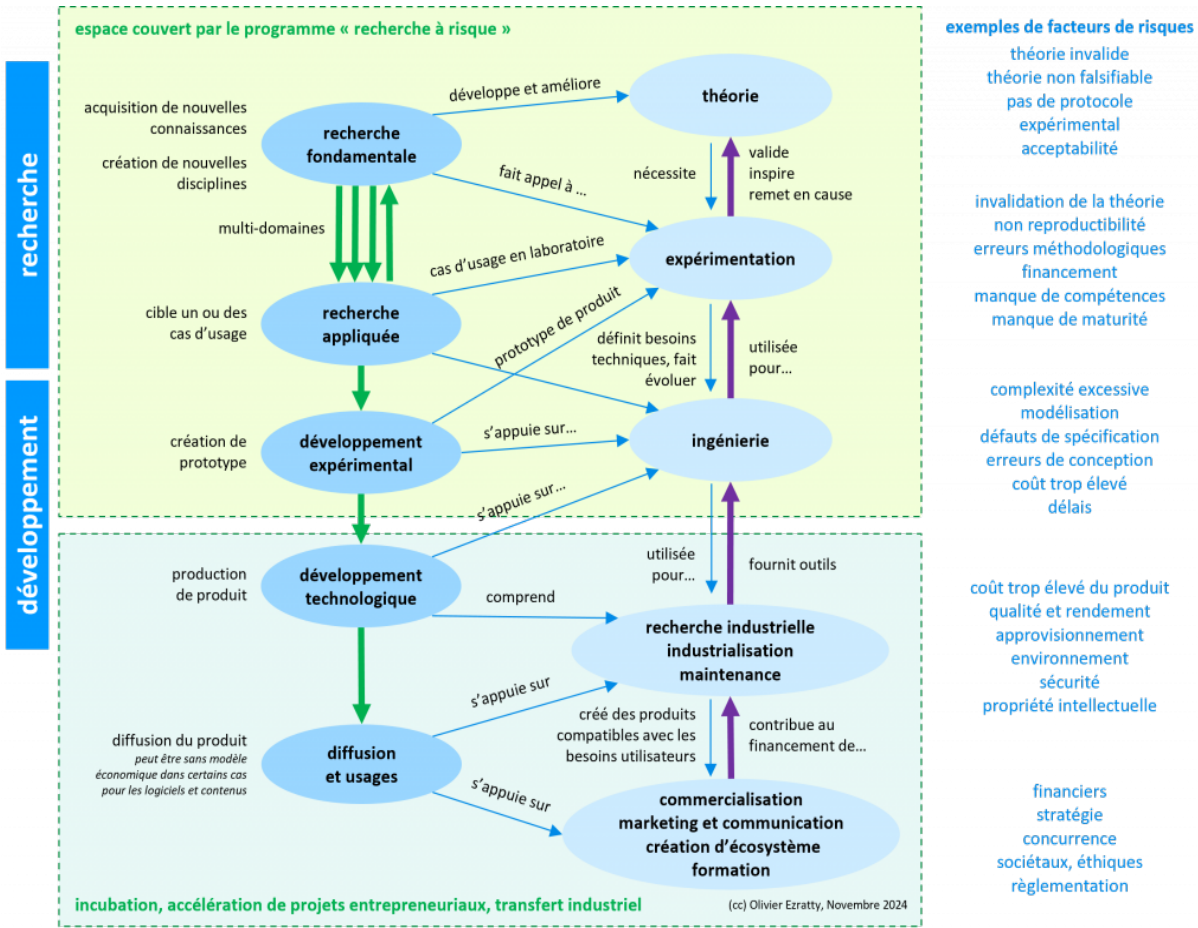 espace couvert par le programme « recherche à risque »
exemples de facteurs de risques
recherche
développement
acquisition de nouvelles
connaissances
création de nouvelles
disciplines
recherche
fondamentale
développe et améliore
théorie
fait appel à ...
nécessite
valide
inspire
remet en cause
théorie invalide
théorie non falsifiable
pas de protocole
expérimental
acceptabilité
multi-domaines
cas d’usage en laboratoire
expérimentation
invalidation de la théorie
non reproductibilité
erreurs méthodologiques
financement
manque de compétences
manque de maturité
cible un ou des
cas d’usage
recherche
appliquée
prototype de produit
définit besoins
techniques, fait
évoluer
utilisée
pour...
création de
prototype
développement
expérimental
s’appuie sur...
ingénierie
complexité excessive
modélisation
défauts de spécification
erreurs de conception
coût trop élevé
délais
s’appuie sur...
production
de produit
développement
technologique
comprend
utilisée
pour...
fournit outils
recherche industrielle
industrialisation
maintenance
coût trop élevé du produit
qualité et rendement
approvisionnement
environnement
sécurité
propriété intellectuelle
diffusion du produit
peut être sans modèle
économique dans certains cas
pour les logiciels et contenus
diffusion
et usages
s’appuie sur
créé des produits
compatibles avec les
besoins utilisateurs
contribue au
financement de...
s’appuie sur
commercialisation
marketing et communication
création d’écosystème
formation
financiers
stratégie
concurrence
sociétaux, éthiques
règlementation
incubation, accélération de projets entrepreneuriaux, transfert industriel
(cc) Olivier Ezratty, Novembre 2024